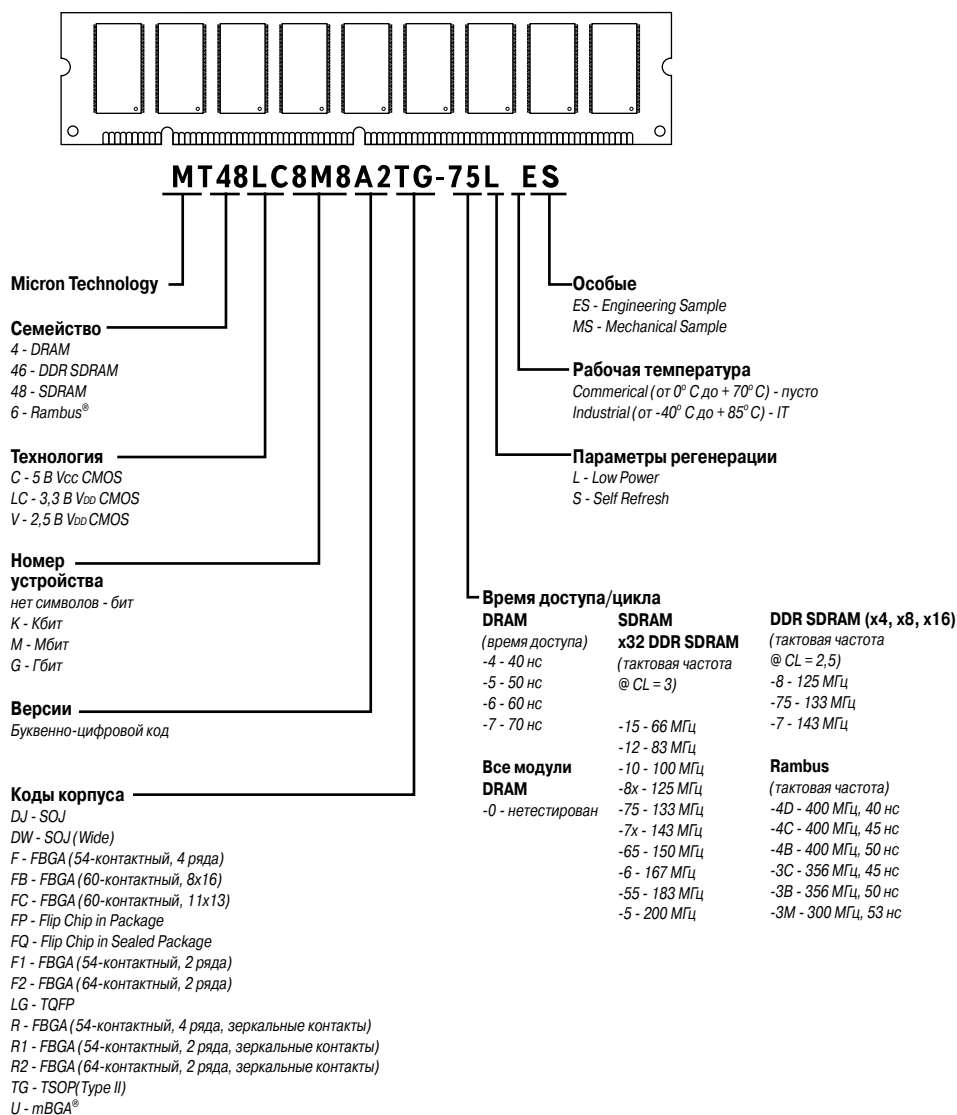 MT48LC8M8A2TG-75L ES
Micron Technology
Семейство
4 - DRAM
46 - DDR SDRAM
48 - SDRAM
6 - Rambus®
Технология
C - 5 В Vcc CMOS
LC - 3,3 В VDD CMOS
V - 2,5 В VDD CMOS
Номер
устройства
нет символов - бит
K - Кбит
M - Мбит
G - Гбит
Версии
Буквенно-цифровой код
Коды корпуса
DJ - SOJ
DW - SOJ (Wide)
F - FBGA (54-контактный, 4 ряда)
FB - FBGA (60-контактный, 8x16)
FC - FBGA (60-контактный, 11x13)
FP - Flip Chip in Package
FQ - Flip Chip in Sealed Package
F1 - FBGA (54-контактный, 2 ряда)
F2 - FBGA (64-контактный, 2 ряда)
LG - TQFP
R - FBGA (54-контактный, 4 ряда, зеркальные контакты)
R1 - FBGA (54-контактный, 2 ряда, зеркальные контакты)
R2 - FBGA (64-контактный, 2 ряда, зеркальные контакты)
TG - TSOP(Type II)
U - mBGA®
Особые
ES - Engineering Sample
MS - Mechanical Sample
Рабочая температура
Commerical (от 0° C до + 70° C) - пусто
Industrial (от -40° C до + 85° C) - IT
Параметры регенерации
L - Low Power
S - Self Refresh
Время доступа/цикла
DRAM
(время доступа)
-4 - 40 нс
-5 - 50 нс
-6 - 60 нс
-7 - 70 нс
Все модули
DRAM
-0 - нетестирован
SDRAM
x32 DDR SDRAM
(тактовая частота
@ CL = 3)
-15 - 66 МГц
-12 - 83 МГц
-10 - 100 МГц
-8x - 125 МГц
-75 - 133 МГц
-7x - 143 МГц
-65 - 150 МГц
-6 - 167 МГц
-55 - 183 МГц
-5 - 200 МГц
DDR SDRAM (x4, x8, x16)
(тактовая частота
@ CL = 2,5)
-8 - 125 МГц
-75 - 133 МГц
-7 - 143 МГц
Rambus
(тактовая частота)
-4D - 400 МГц, 40 нс
-4C - 400 МГц, 45 нс
-4B - 400 МГц, 50 нс
-3C - 356 МГц, 45 нс
-3B - 356 МГц, 50 нс
-3M - 300 МГц, 53 нс